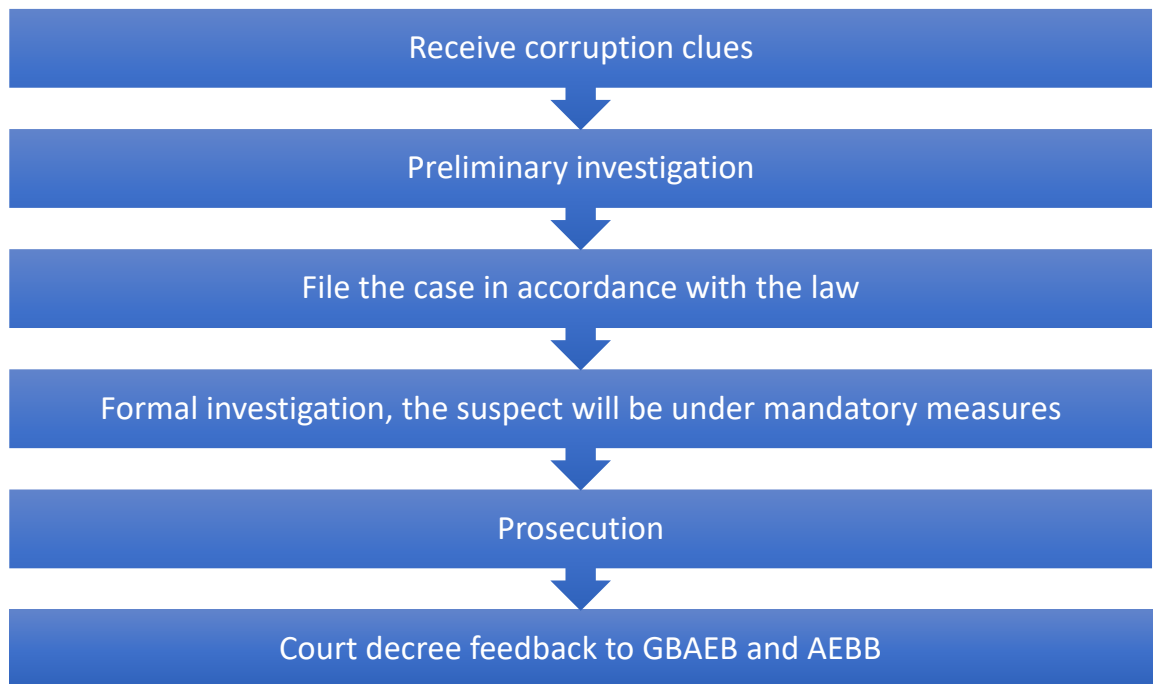 Receive corruption clues
Preliminary investigation
File the case in accordance with the law
Formal investigation, the suspect will be under mandatory measures
Prosecution
Court decree feedback to GBAEB and AEBB